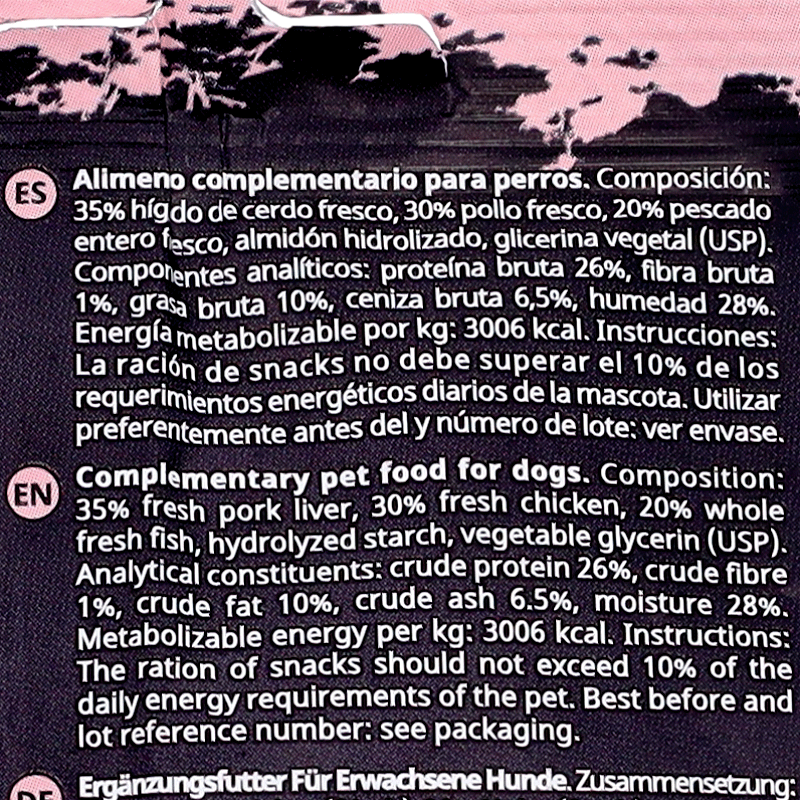 ES
Alimeno complementario para perros. Composición:
35% hígdo de cerdo fresco, 30% pollo fresco, 20% pescado
entero fesco, almidón hidrolizado, glicerina vegetal (USP).
Componentes analíticos: proteína bruta 26%, fibra bruta
1%, grasa bruta 10%, ceniza bruta 6,5%, humedad 28%.
Energía metabolizable por kg: 3006 kcal. Instrucciones:
La ración de snacks no debe superar el 10% de los
requerimientos energéticos diarios de la mascota. Utilizar
preferentemente antes del y número de lote: ver envase.
EN
Complementary pet food for dogs. Composition:
35% fresh pork liver, 30% fresh chicken, 20% whole
fresh fish, hydrolyzed starch, vegetable glycerin (USP).
Analytical constituents: crude protein 26%, crude fibre
1%, crude fat 10%, crude ash 6.5%, moisture 28%.
Metabolizable energy per kg: 3006 kcal. Instructions:
The ration of snacks should not exceed 10% of the
daily energy requirements of the pet. Best before and
lot reference number: see packaging.
DE
Ergänzungsfutter Für Erwachsene Hunde. Zusammensetzung: